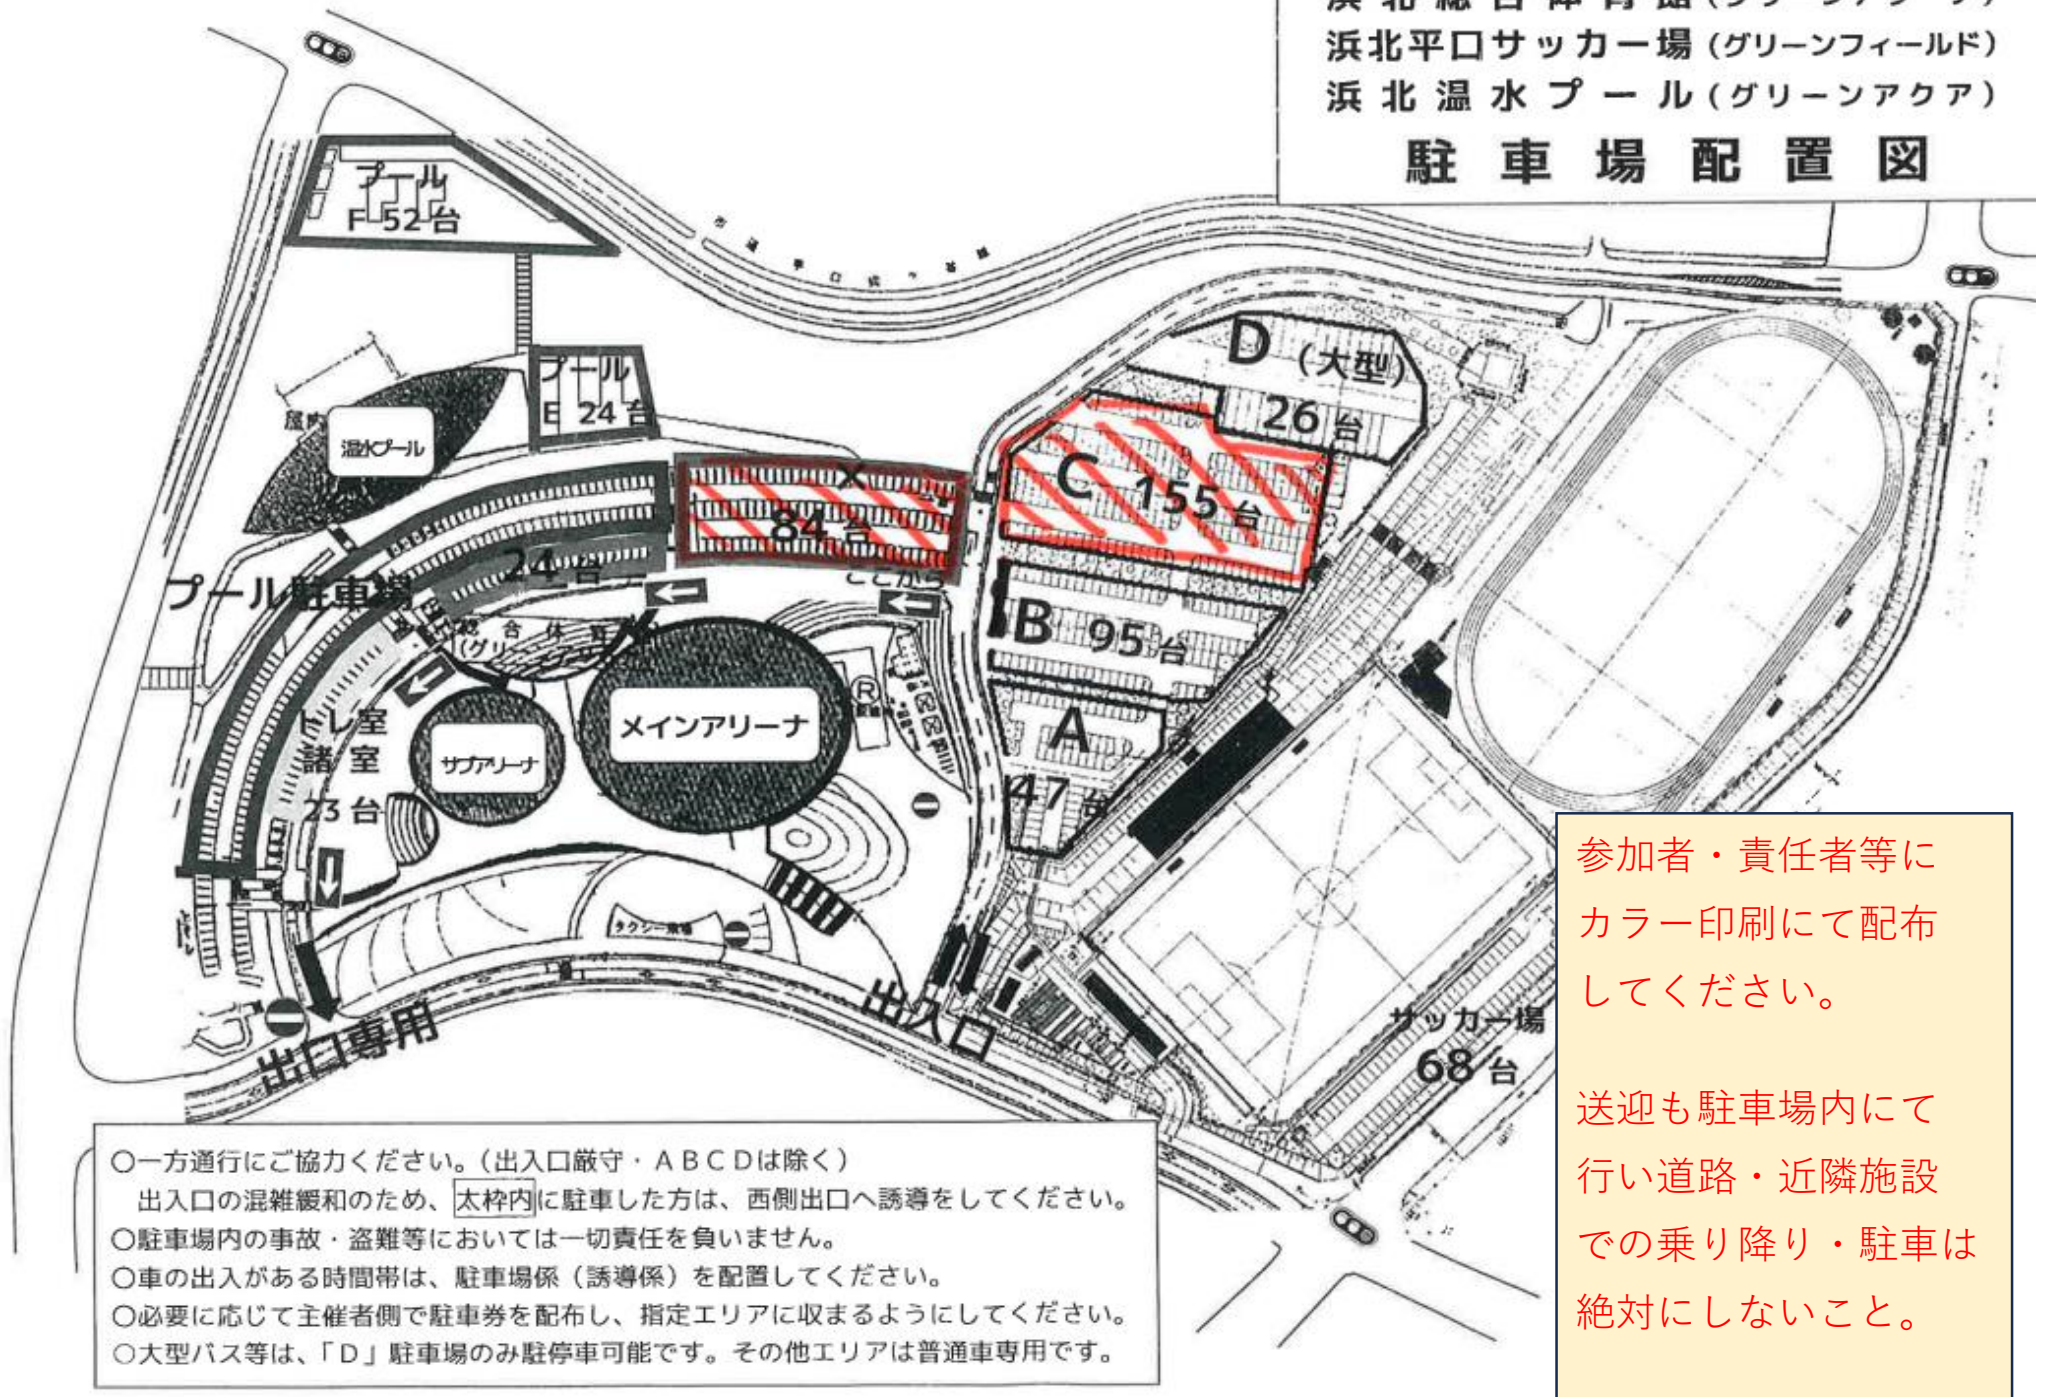 浜北平口サッカー場(グリーンフィールド)
浜北温水プール(グリーンアクア)
駐車場配置図
プール
F 52台
D(大型)
26台
プール
E 24台
温水プール
C 155台
84台
24台
ここから
プール駐車場
B 95台
トレ室
諸室
23台
サブアリーナ
メインアリーナ
A
47台
出入口
出口専用
サッカー場
68台
参加者・責任者等に
カラー印刷にて配布
してください。
送迎も駐車場内にて
行い道路・近隣施設
での乗り降り・駐車は
絶対にしないこと。
○一方通行にご協力ください。(出入口厳守・ABCDは除く)
出入口の混雑緩和のため、太枠内に駐車した方は、西側出口へ誘導をしてください。
○駐車場内の事故・盗難等においては一切責任を負いません。
○車の出入がある時間帯は、駐車場係(誘導係)を配置してください。
○必要に応じて主催者側で駐車券を配布し、指定エリアに収まるようにしてください。
○大型バス等は、「D」駐車場のみ駐停車可能です。その他エリアは普通車専用です。